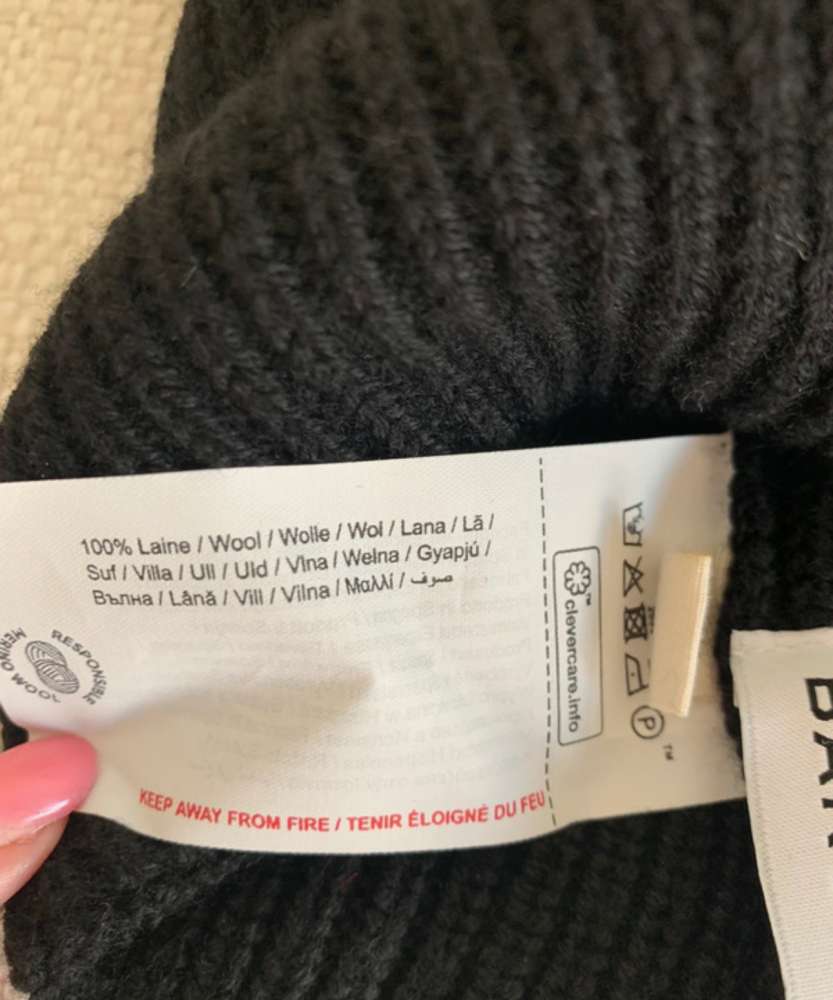 100% Laine / Wool / Wolle / Wol / Lana / Lã /
Suf / Villa / Ull / Uld / Vlna / Wełna / Gyapjú /
Вълна / Lână / Vill / Vilna / Μαλλί / صوف
RESPONSIBLE
MERINO WOOL
KEEP AWAY FROM FIRE / TENIR ÉLOIGNÉ DU FEU
clevercare.info
P
TM